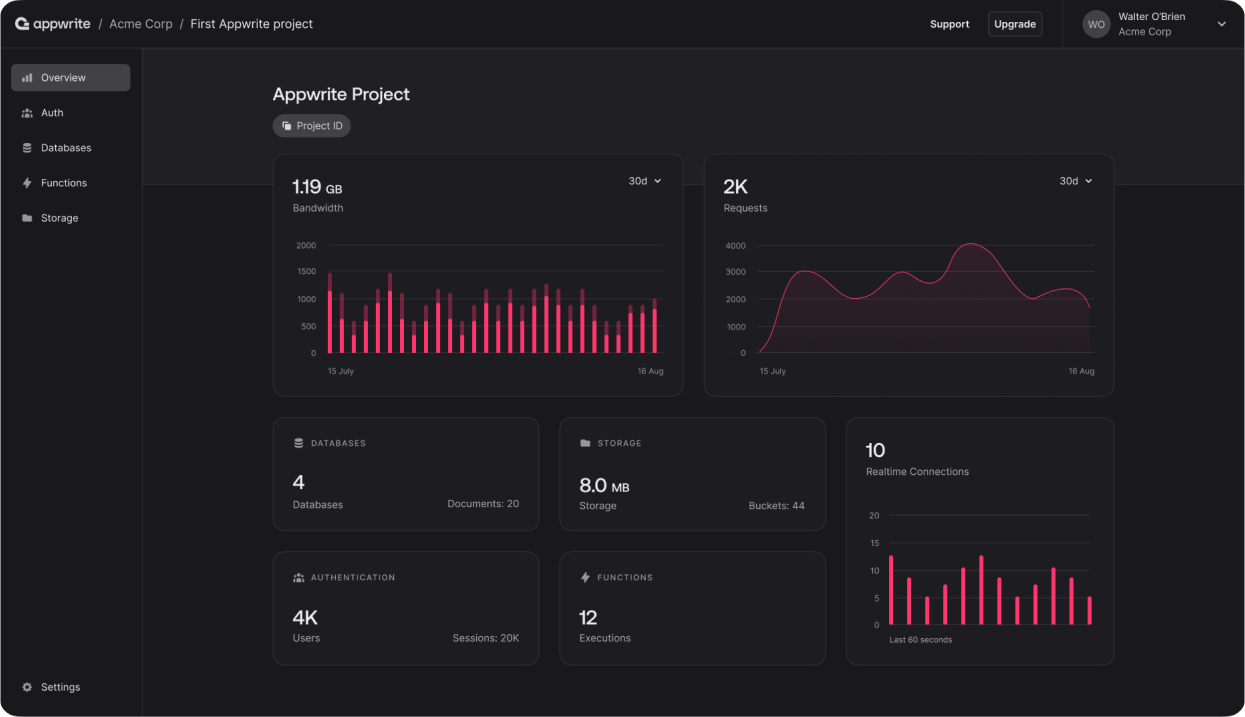 appwrite / Acme Corp / First Appwrite project
Support
Upgrade
WO
Walter O'Brien
Acme Corp
Overview
Auth
Databases
Functions
Storage
Settings
Appwrite Project
Project ID
1.19 GB
Bandwidth
30d
2000
1500
1000
500
0
15 July
16 Aug
2K
Requests
30d
4000
3000
2000
1000
0
15 July
16 Aug
DATABASES
4
Databases
Documents: 20
STORAGE
8.0 MB
Storage
Buckets: 44
10
Realtime Connections
20
15
10
5
0
Last 60 seconds
AUTHENTICATION
4K
Users
Sessions: 20K
FUNCTIONS
12
Executions